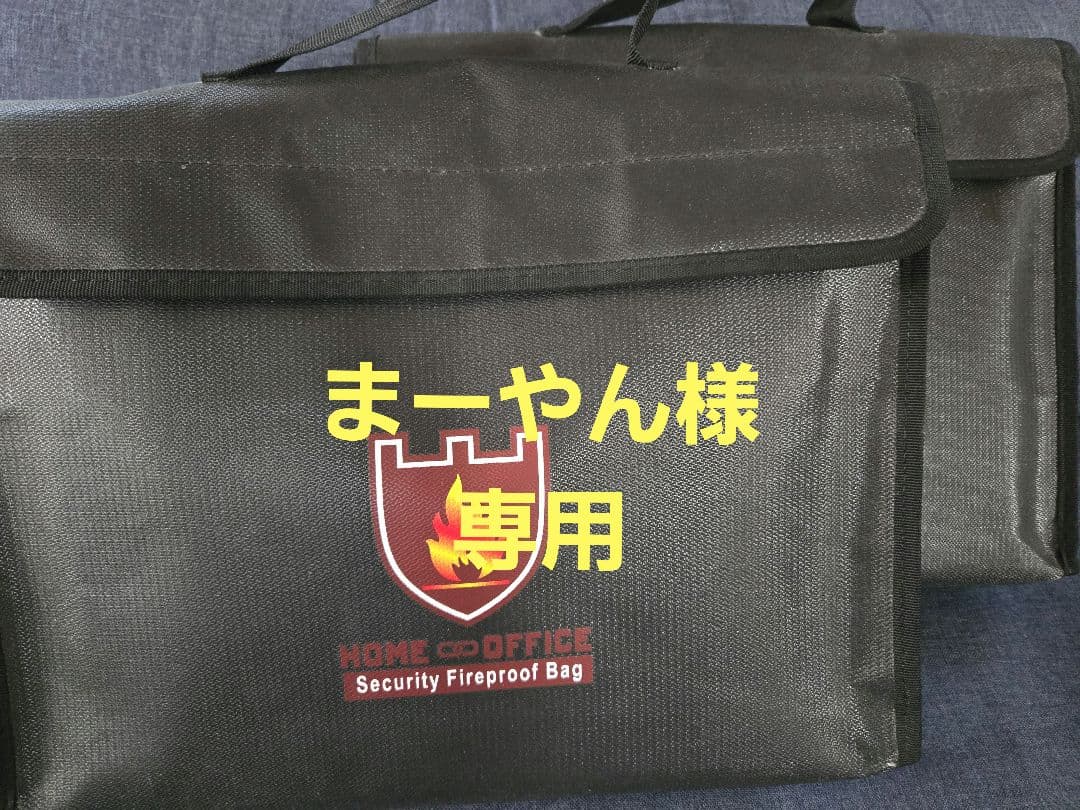 まーやん様
専用
HOME OFFICE
Security Fireproof Bag